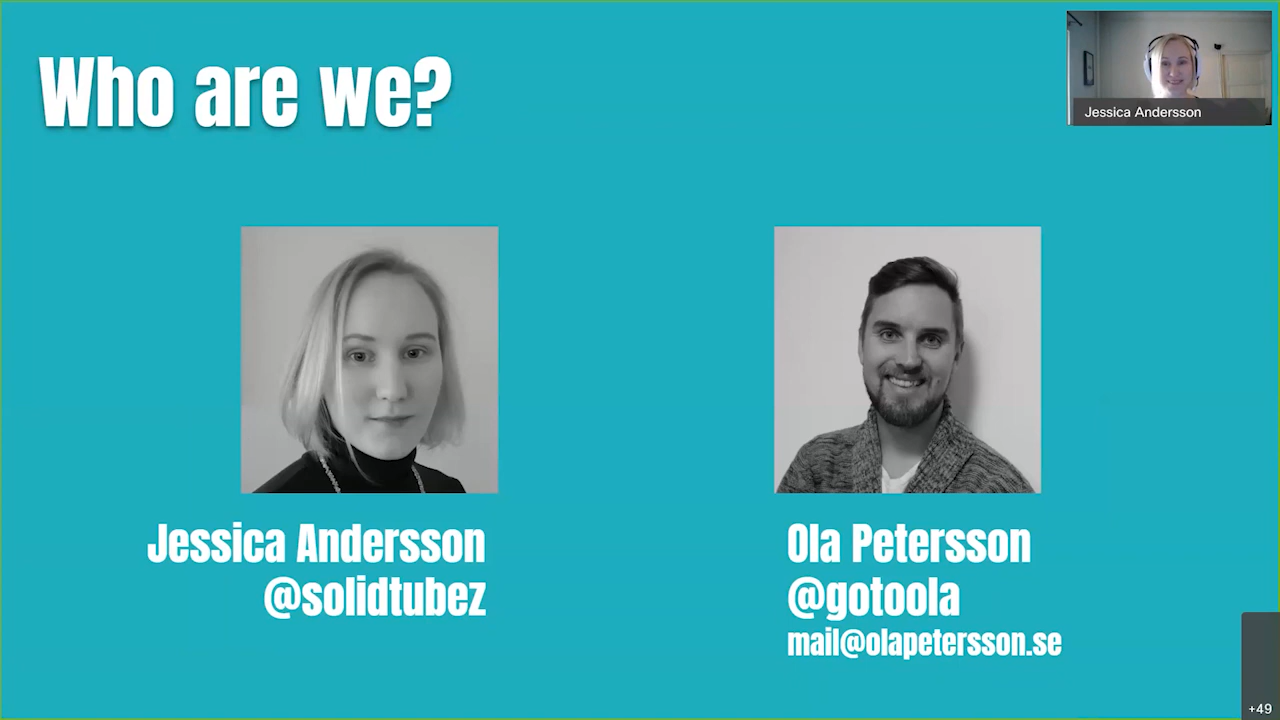 Who are we?
Jessica Andersson
Jessica Andersson
@solidtubez
Ola Petersson
@gotoola
mail@olapetersson.se
+49